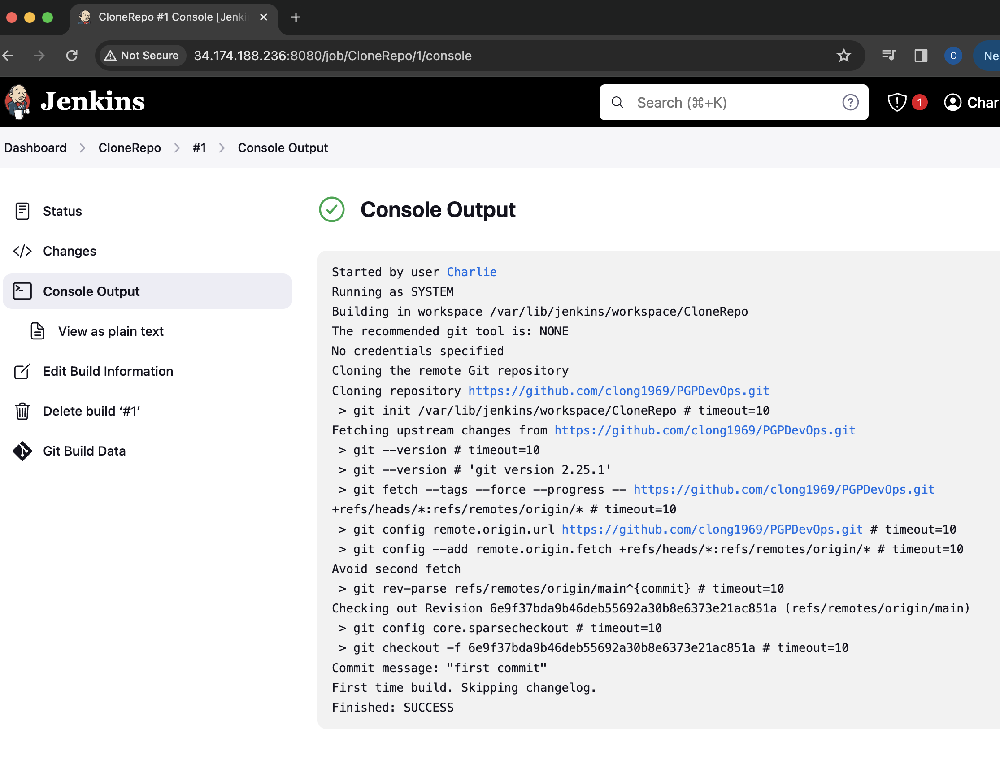 CloneRepo #1 Console [Jenki
Not Secure
34.174.188.236:8080/job/CloneRepo/1/console
C
Ne
Jenkins
Search (⌘+K)
?
1
Char
Dashboard > CloneRepo > #1 > Console Output
Status
Changes
Console Output
View as plain text
Edit Build Information
Delete build ‘#1’
Git Build Data
Console Output
Started by user Charlie
Running as SYSTEM
Building in workspace /var/lib/jenkins/workspace/CloneRepo
The recommended git tool is: NONE
No credentials specified
Cloning the remote Git repository
Cloning repository https://github.com/clong1969/PGPDevOps.git
 > git init /var/lib/jenkins/workspace/CloneRepo # timeout=10
Fetching upstream changes from https://github.com/clong1969/PGPDevOps.git
 > git --version # timeout=10
 > git --version # 'git version 2.25.1'
 > git fetch --tags --force --progress -- https://github.com/clong1969/PGPDevOps.git
+refs/heads/*:refs/remotes/origin/* # timeout=10
 > git config remote.origin.url https://github.com/clong1969/PGPDevOps.git # timeout=10
 > git config --add remote.origin.fetch +refs/heads/*:refs/remotes/origin/* # timeout=10
Avoid second fetch
 > git rev-parse refs/remotes/origin/main^{commit} # timeout=10
Checking out Revision 6e9f37bda9b46deb55692a30b8e6373e21ac851a (refs/remotes/origin/main)
 > git config core.sparsecheckout # timeout=10
 > git checkout -f 6e9f37bda9b46deb55692a30b8e6373e21ac851a # timeout=10
Commit message: "first commit"
First time build. Skipping changelog.
Finished: SUCCESS